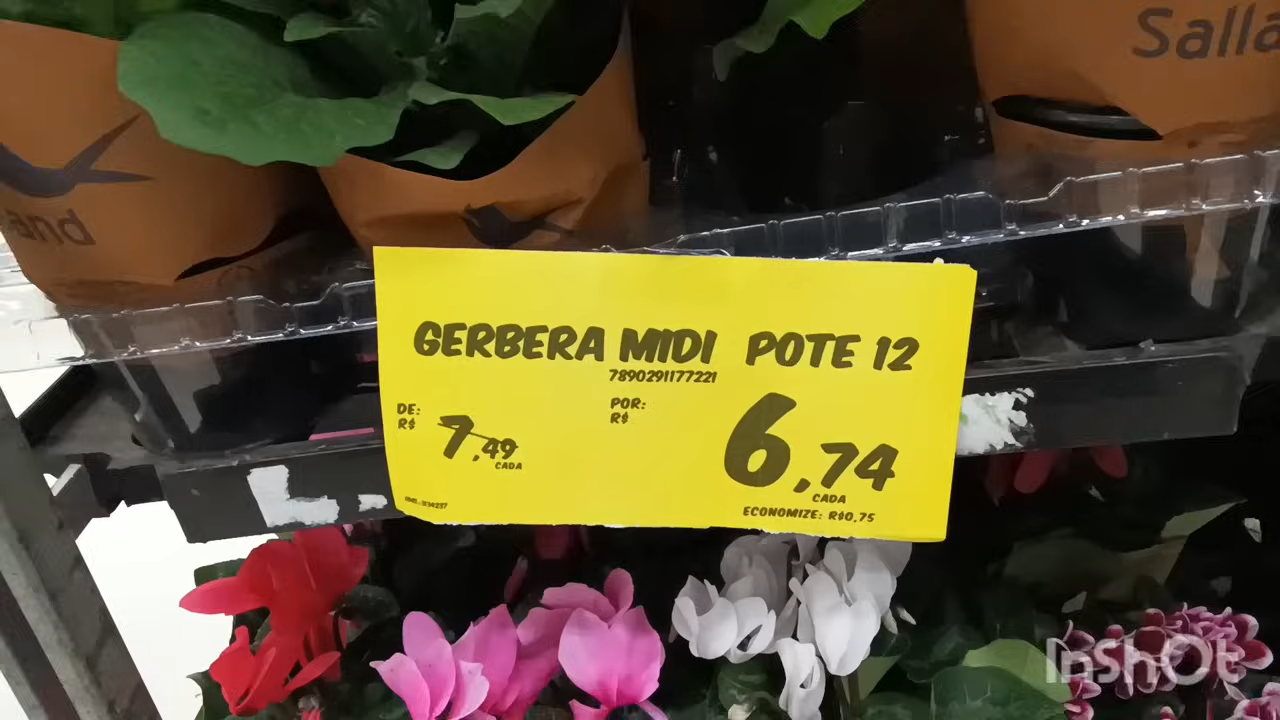 Salla
and
GERBERA MIDI POTE 12
7890291177221
DE:
R$
7,49
CADA
POR:
R$
6,74
CADA
ECONOMIZE: R$0,75
InShOt